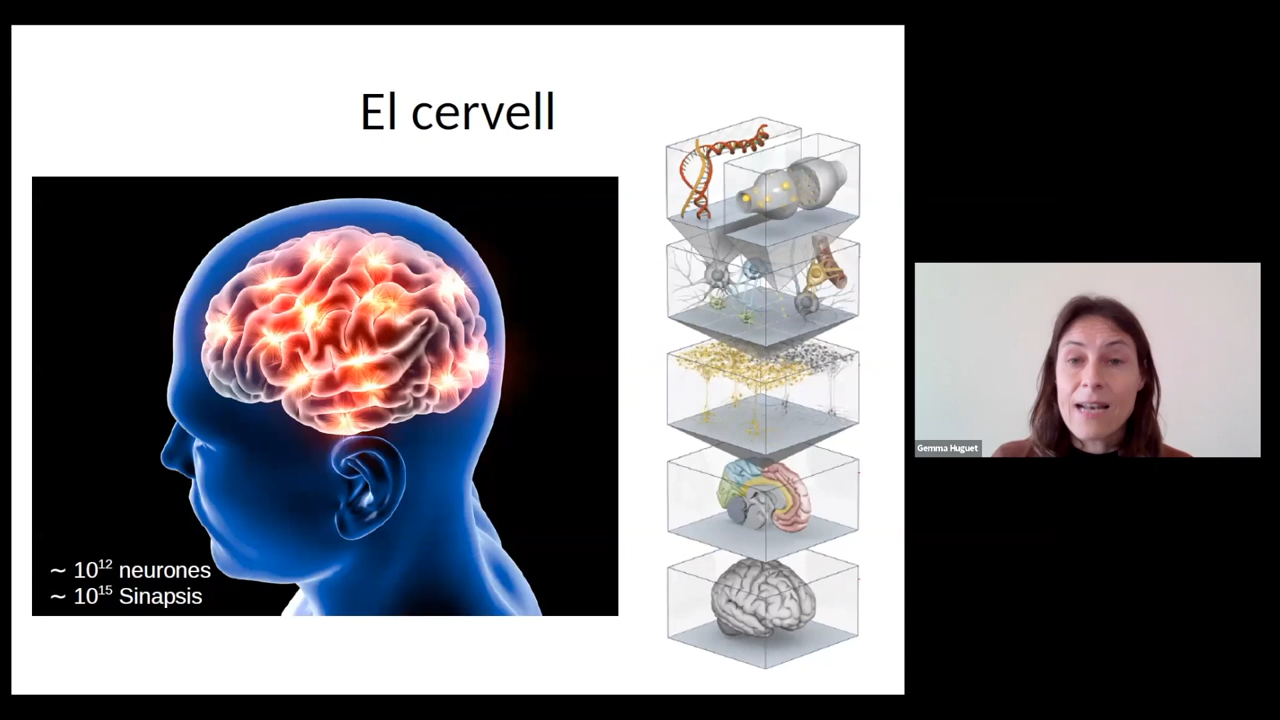 El cervell
∼ 10¹² neurones
∼ 10¹⁵ Sinapsis
Gemma Huguet